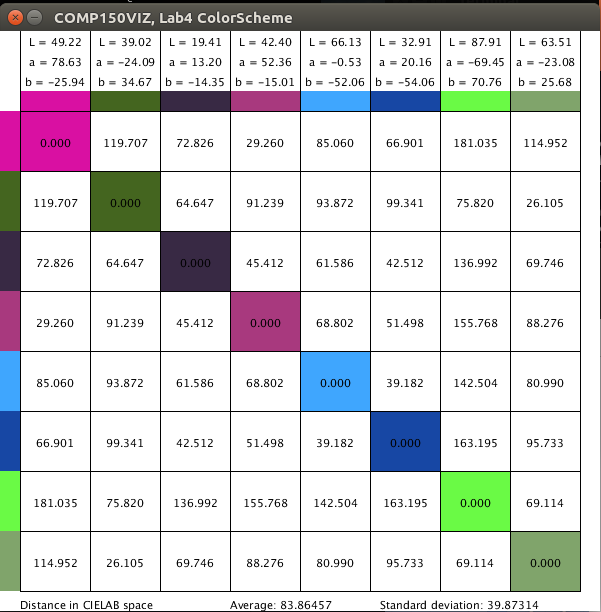 COMP150VIZ, Lab4 ColorScheme
L = 49.22 L = 39.02 L = 19.41 L = 42.40 L = 66.13 L = 32.91 L = 87.91 L = 63.51
a = 78.63 a = −24.09 a = 13.20 a = 52.36 a = −0.53 a = 20.16 a = −69.45 a = −23.08
b = −25.94 b = 34.67 b = −14.35 b = −15.01 b = −52.06 b = −54.06 b = 70.76 b = 25.68
0.000 119.707 72.826 29.260 85.060 66.901 181.035 114.952
119.707 0.000 64.647 91.239 93.872 99.341 75.820 26.105
72.826 64.647 0.000 45.412 61.586 42.512 136.992 69.746
29.260 91.239 45.412 0.000 68.802 51.498 155.768 88.276
85.060 93.872 61.586 68.802 0.000 39.182 142.504 80.990
66.901 99.341 42.512 51.498 39.182 0.000 163.195 95.733
181.035 75.820 136.992 155.768 142.504 163.195 0.000 69.114
114.952 26.105 69.746 88.276 80.990 95.733 69.114 0.000
Distance in CIELAB space Average: 83.86457 Standard deviation: 39.87314